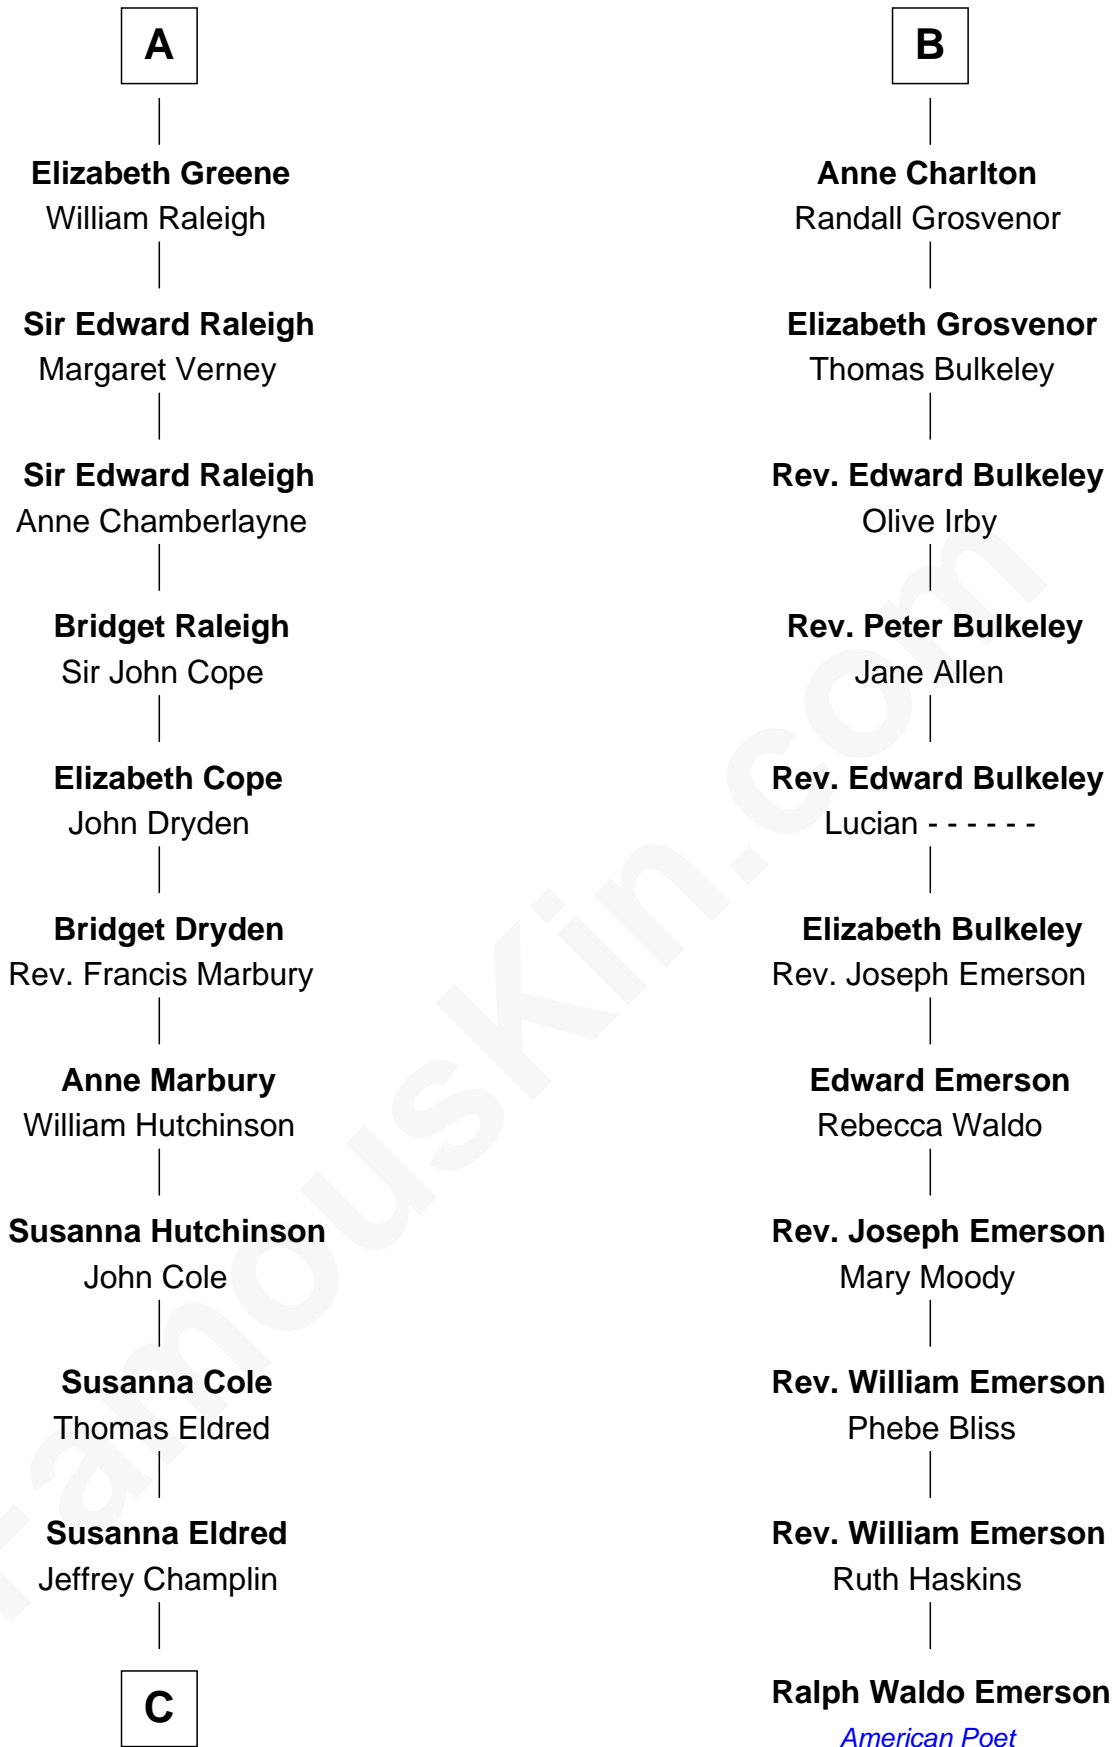 A
Elizabeth Greene
William Raleigh
Sir Edward Raleigh
Margaret Verney
Sir Edward Raleigh
Anne Chamberlayne
Bridget Raleigh
Sir John Cope
Elizabeth Cope
John Dryden
Bridget Dryden
Rev. Francis Marbury
Anne Marbury
William Hutchinson
Susanna Hutchinson
John Cole
Susanna Cole
Thomas Eldred
Susanna Eldred
Jeffrey Champlin
C
B
Anne Charlton
Randall Grosvenor
Elizabeth Grosvenor
Thomas Bulkeley
Rev. Edward Bulkeley
Olive Irby
Rev. Peter Bulkeley
Jane Allen
Rev. Edward Bulkeley
Lucian - - - - - -
Elizabeth Bulkeley
Rev. Joseph Emerson
Edward Emerson
Rebecca Waldo
Rev. Joseph Emerson
Mary Moody
Rev. William Emerson
Phebe Bliss
Rev. William Emerson
Ruth Haskins
Ralph Waldo Emerson
American Poet
FamousKin.com